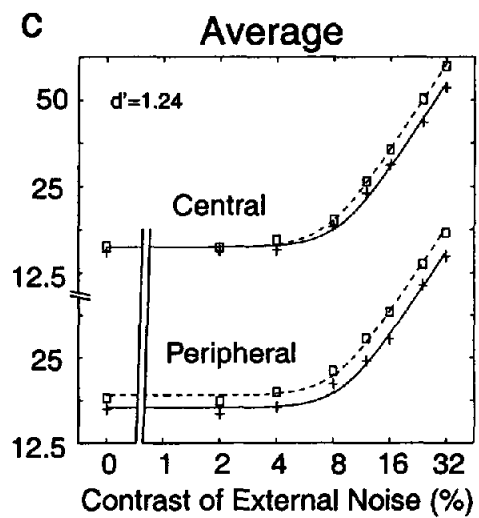 C
Average
50
d'=1.24
25
Central
12.5
25
Peripheral
12.5
0 1 2 4 8 16 32
Contrast of External Noise (%)